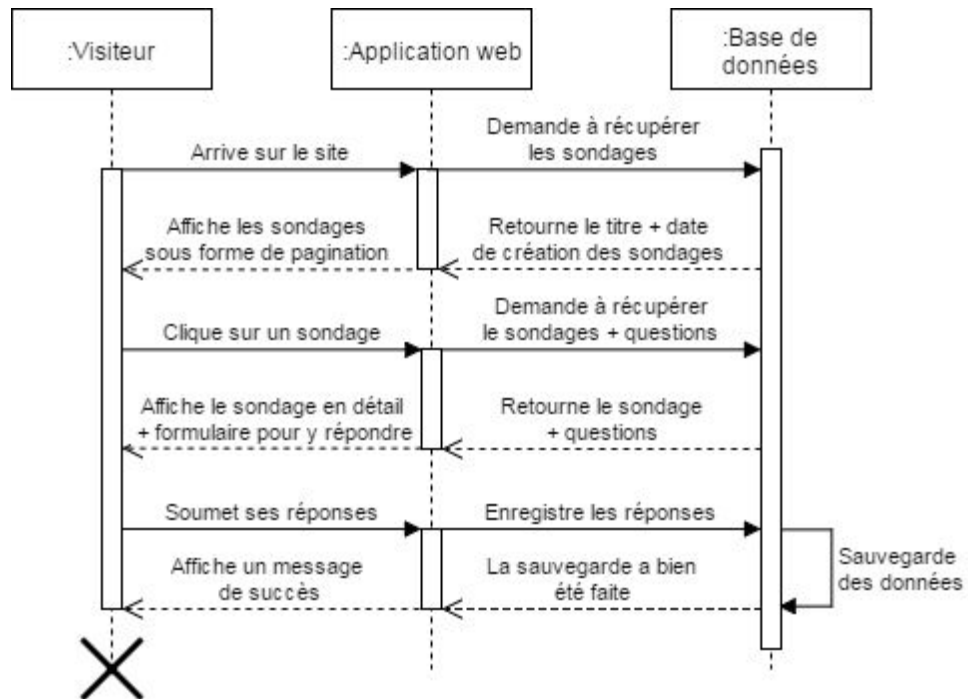 :Visiteur
:Application web
:Base de
données
Arrive sur le site
Demande à récupérer
les sondages
Affiche les sondages
sous forme de pagination
Retourne le titre + date
de création des sondages
Clique sur un sondage
Demande à récupérer
le sondages + questions
Affiche le sondage en détail
+ formulaire pour y répondre
Retourne le sondage
+ questions
Soumet ses réponses
Enregistre les réponses
Sauvegarde
des données
Affiche un message
de succès
La sauvegarde a bien
été faite